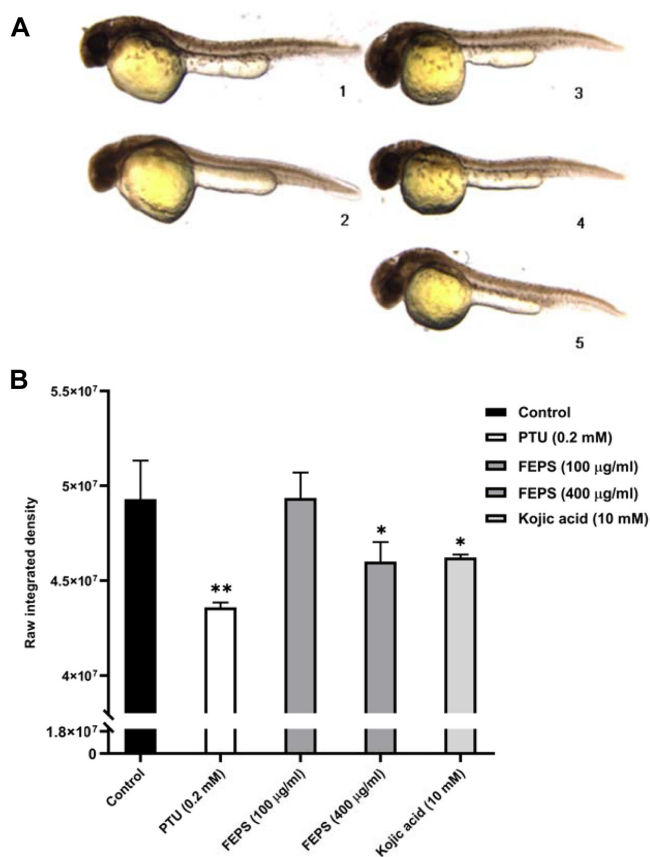 A
1
3
2
4
5
B
5.5×10⁷
5×10⁷
4.5×10⁷
4×10⁷
1.8×10⁷
0
Raw integrated density
**
*
*
Control
PTU (0.2 mM)
FEPS (100 μg/ml)
FEPS (400 μg/ml)
Kojic acid (10 mM)
Control
PTU (0.2 mM)
FEPS (100 μg/ml)
FEPS (400 μg/ml)
Kojic acid (10 mM)